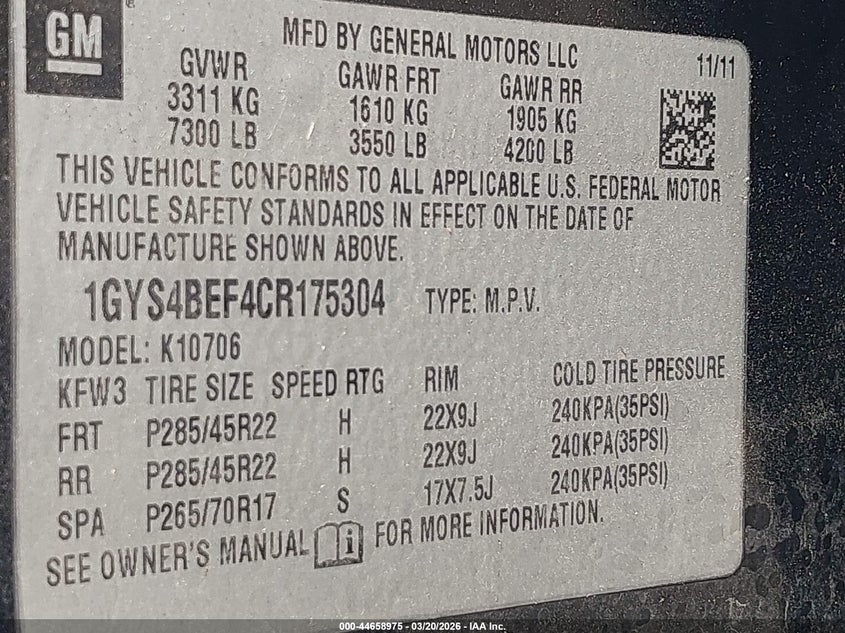 GM
MFD BY GENERAL MOTORS LLC
11/11
GVWR GAWR FRT GAWR RR
3311 KG 1610 KG 1905 KG
7300 LB 3550 LB 4200 LB
THIS VEHICLE CONFORMS TO ALL APPLICABLE U.S. FEDERAL MOTOR
VEHICLE SAFETY STANDARDS IN EFFECT ON THE DATE OF
MANUFACTURE SHOWN ABOVE.
1GYS4BEF4CR175304 TYPE: M.P.V.
MODEL: K10706
KFW3 TIRE SIZE SPEED RTG RIM COLD TIRE PRESSURE
FRT P285/45R22 H 22X9J 240KPA(35PSI)
RR P285/45R22 H 22X9J 240KPA(35PSI)
SPA P265/70R17 S 17X7.5J 240KPA(35PSI)
SEE OWNER'S MANUAL i FOR MORE INFORMATION.
000-44658975 - 03/20/2026 - IAA Inc.